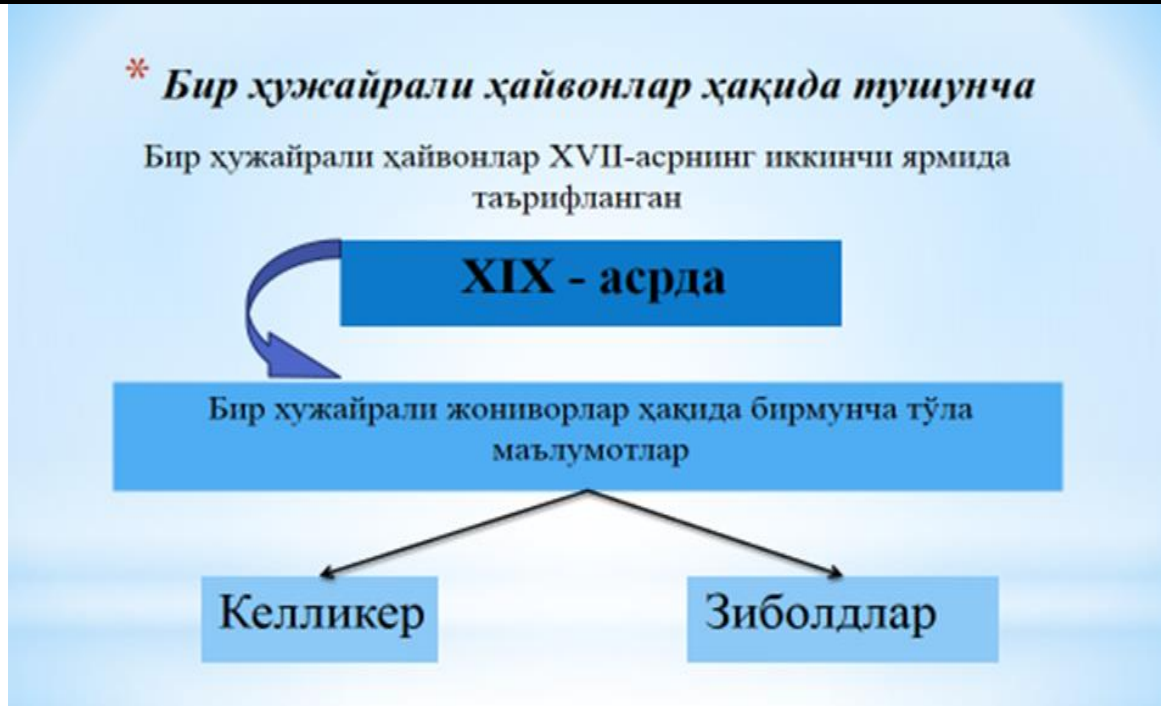 * Бир ҳужайрали ҳайвонлар ҳақида тушунча
Бир ҳужайрали ҳайвонлар XVII-асрнинг иккинчи ярмида
таърифланган
XIX - асрда
Бир хужайрали жониворлар ҳақида бирмунча тўла
маълумотлар
Келликер
Зиболдлар